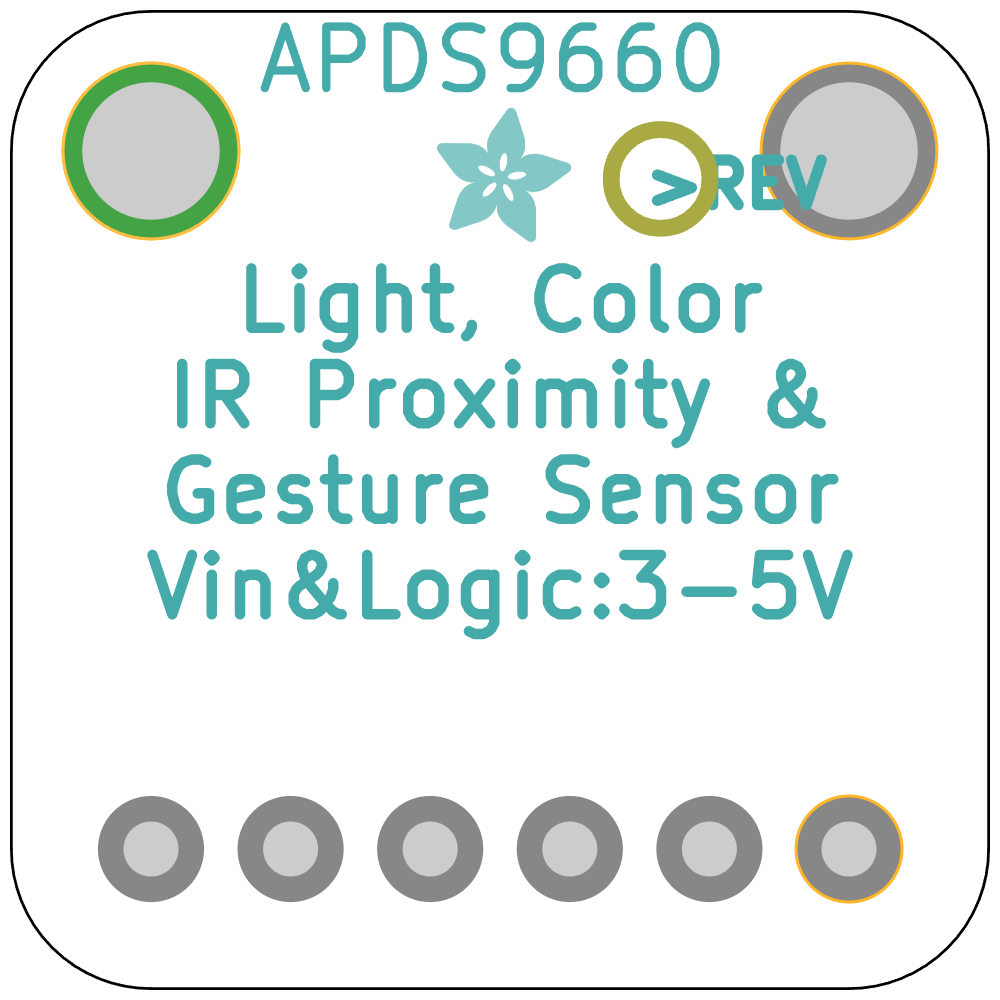 APDS9660
>REV
Light, Color
IR Proximity &
Gesture Sensor
Vin&Logic:3-5V